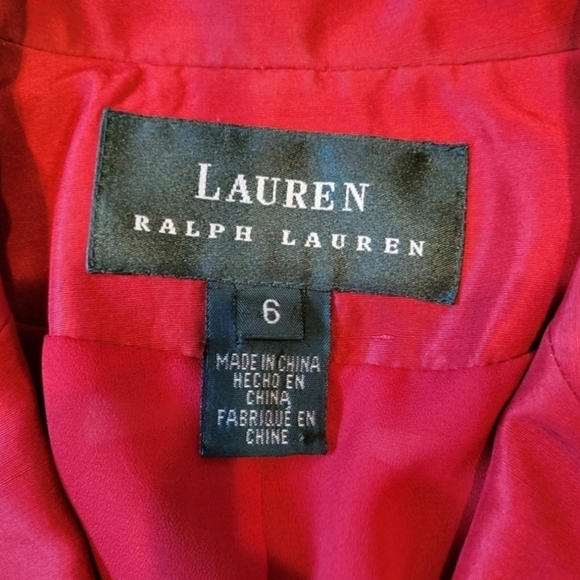 LAUREN
RALPH LAUREN
6
MADE IN CHINA
HECHO EN
CHINA
FABRIQUÉ EN
CHINE